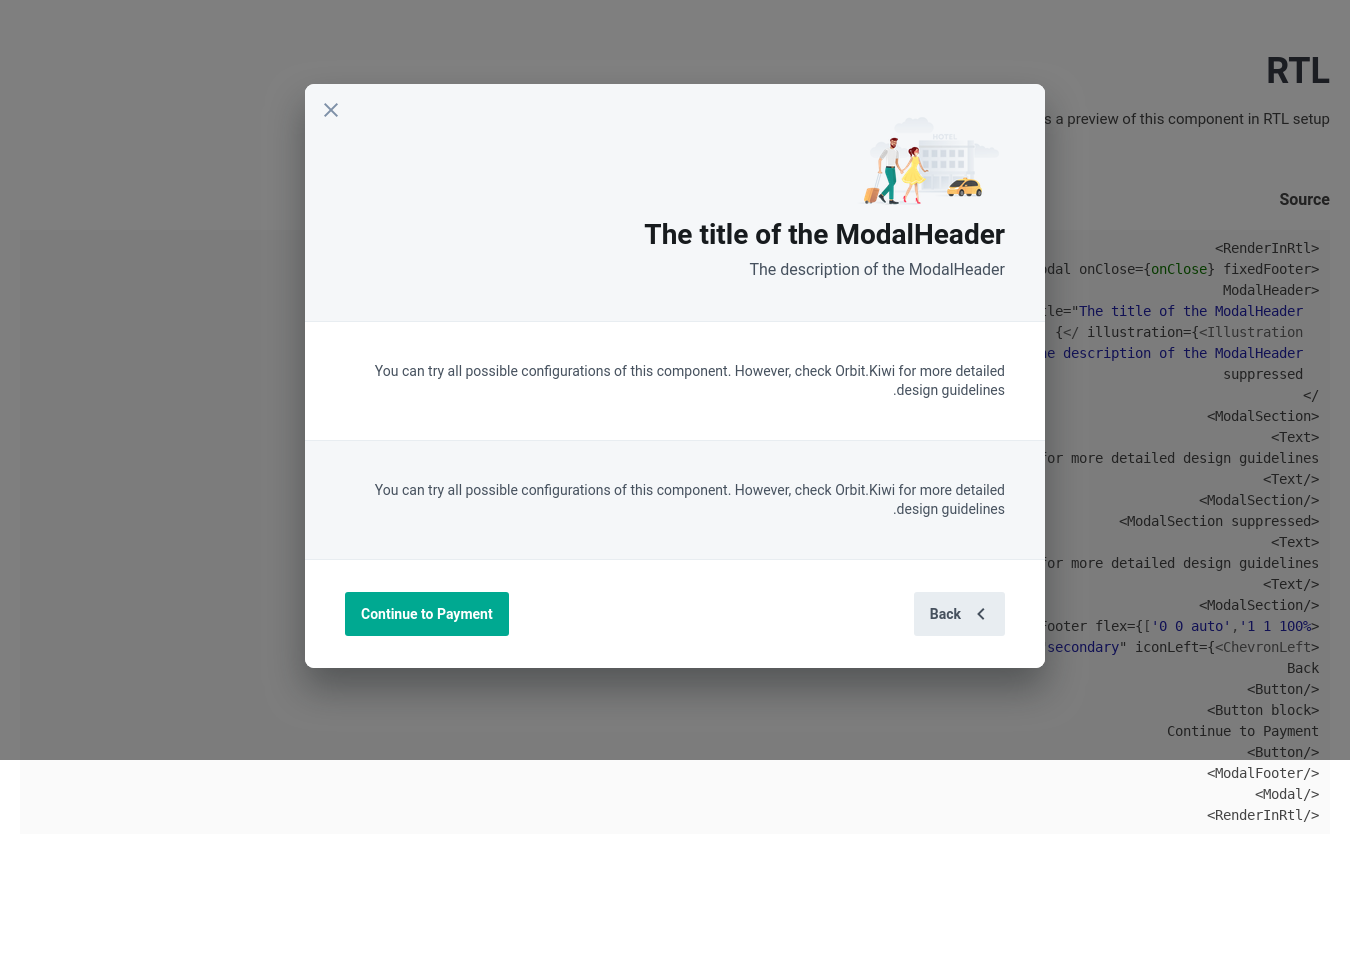 RTL
s a preview of this component in RTL setup
Source
HOTEL
The title of the ModalHeader
The description of the ModalHeader
You can try all possible configurations of this component. However, check Orbit.Kiwi for more detailed
.design guidelines
You can try all possible configurations of this component. However, check Orbit.Kiwi for more detailed
.design guidelines
Continue to Payment
Back
<RenderInRtl>
odal onClose={onClose} fixedFooter>
ModalHeader>
tle="The title of the ModalHeader
{</ illustration={<Illustration
he description of the ModalHeader
suppressed
</
<ModalSection>
<Text>
for more detailed design guidelines
<Text/>
<ModalSection/>
<ModalSection suppressed>
<Text>
for more detailed design guidelines
<Text/>
<ModalSection/>
Footer flex={['0 0 auto','1 1 100%>
secondary" iconLeft={<ChevronLeft>
Back
<Button/>
<Button block>
Continue to Payment
<Button/>
<ModalFooter/>
<Modal/>
<RenderInRtl/>